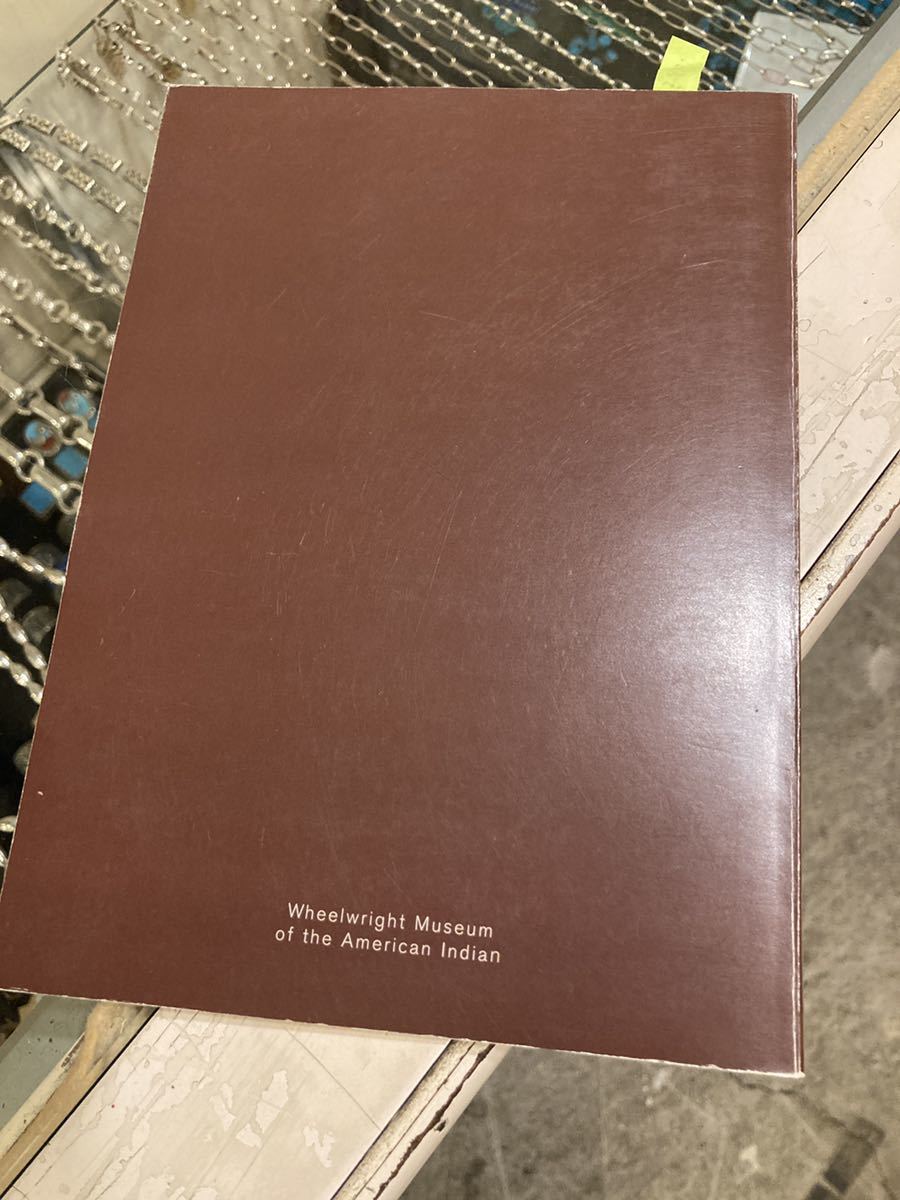 Wheelwright Museum
of the American Indian